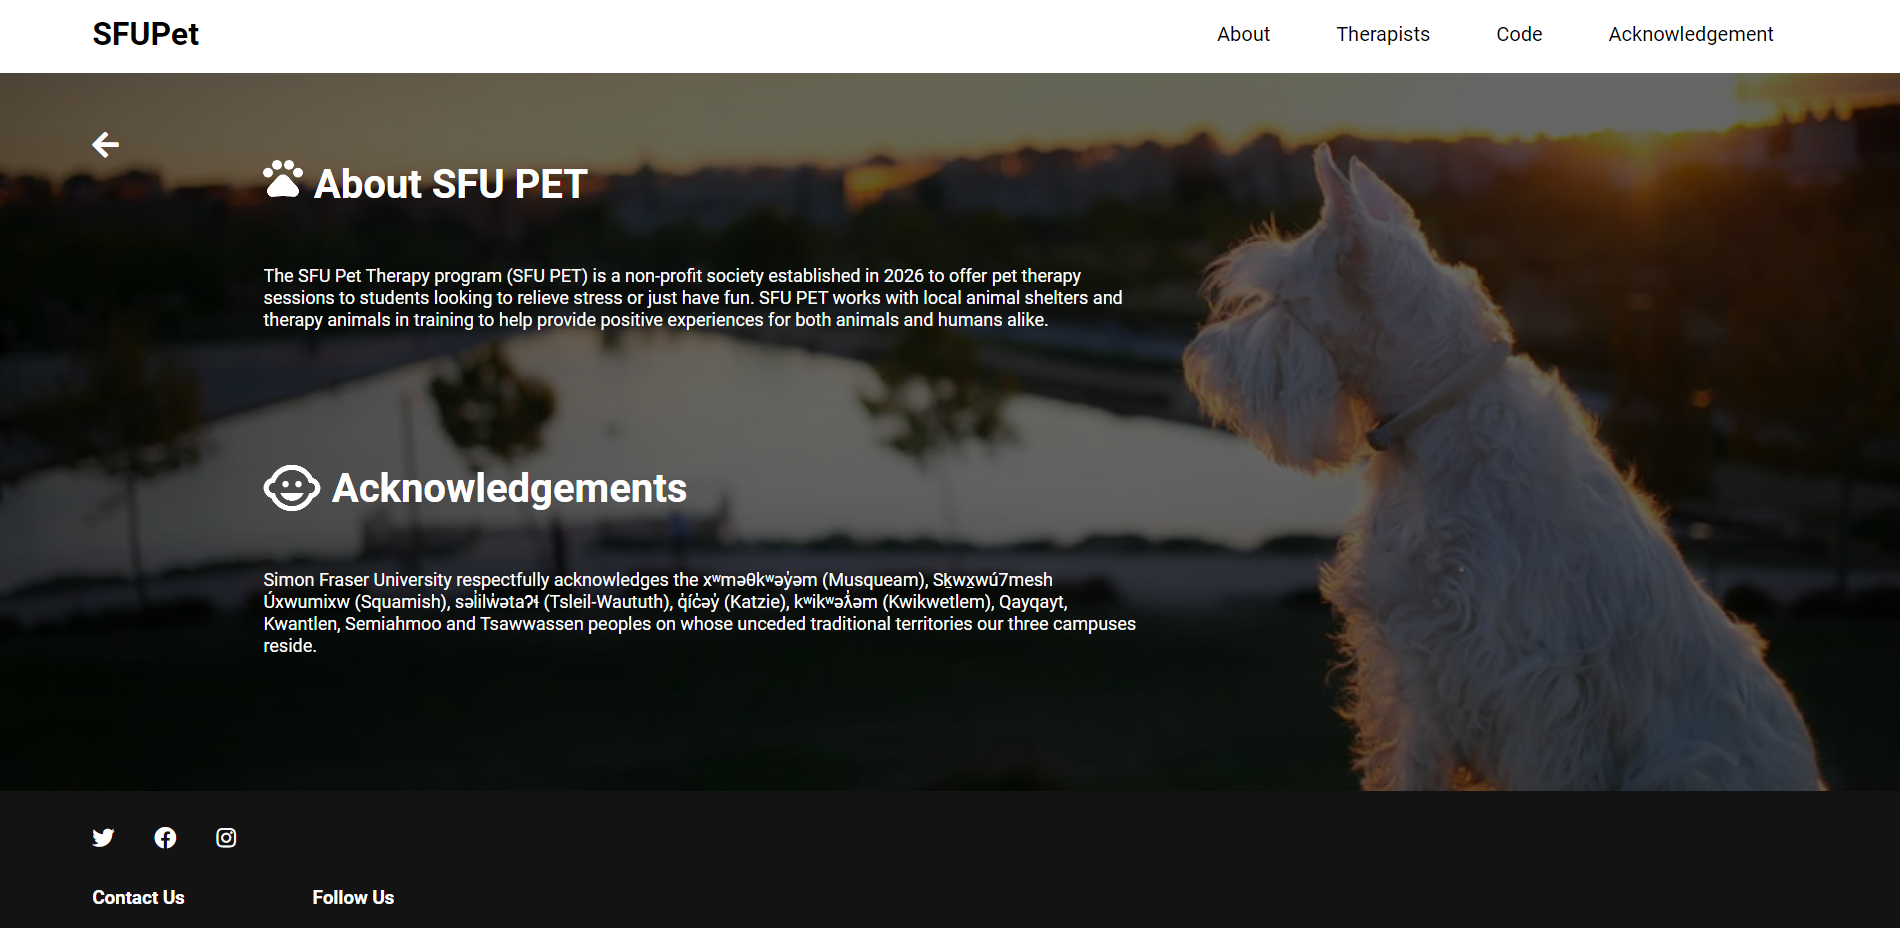 SFUPet
About
Therapists
Code
Acknowledgement
About SFU PET
The SFU Pet Therapy program (SFU PET) is a non-profit society established in 2026 to offer pet therapy
sessions to students looking to relieve stress or just have fun. SFU PET works with local animal shelters and
therapy animals in training to help provide positive experiences for both animals and humans alike.
Acknowledgements
Simon Fraser University respectfully acknowledges the xʷməθkʷəy̓əm (Musqueam), Sḵwx̱wú7mesh
Úxwumixw (Squamish), səl̓ilw̓ətaʔɬ (Tsleil-Waututh), q̓íc̓əy̓ (Katzie), kʷikʷəƛ̓əm (Kwikwetlem), Qayqayt,
Kwantlen, Semiahmoo and Tsawwassen peoples on whose unceded traditional territories our three campuses
reside.
Contact Us
Follow Us